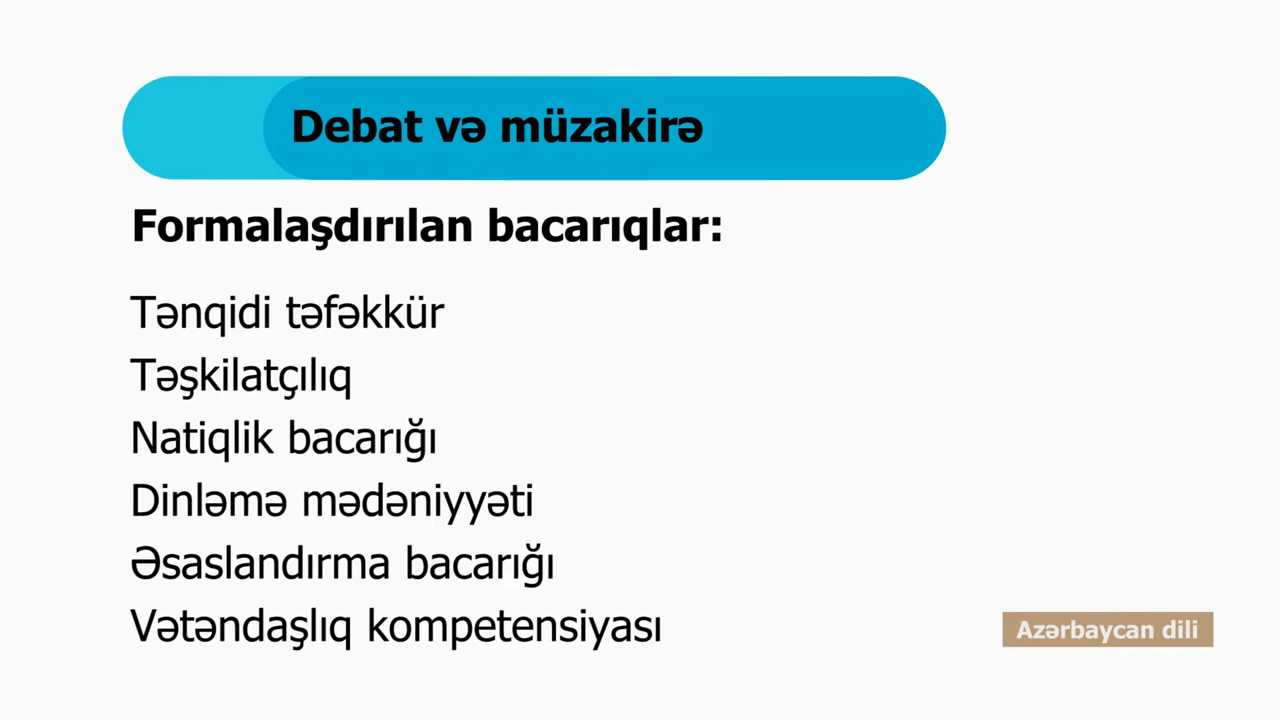 Debat və müzakirə
Formalaşdırılan bacarıqlar:
Tənqidi təfəkkür
Təşkilatçılıq
Natiqlik bacarığı
Dinləmə mədəniyyəti
Əsaslandırma bacarığı
Vətəndaşlıq kompetensiyası
Azərbaycan dili